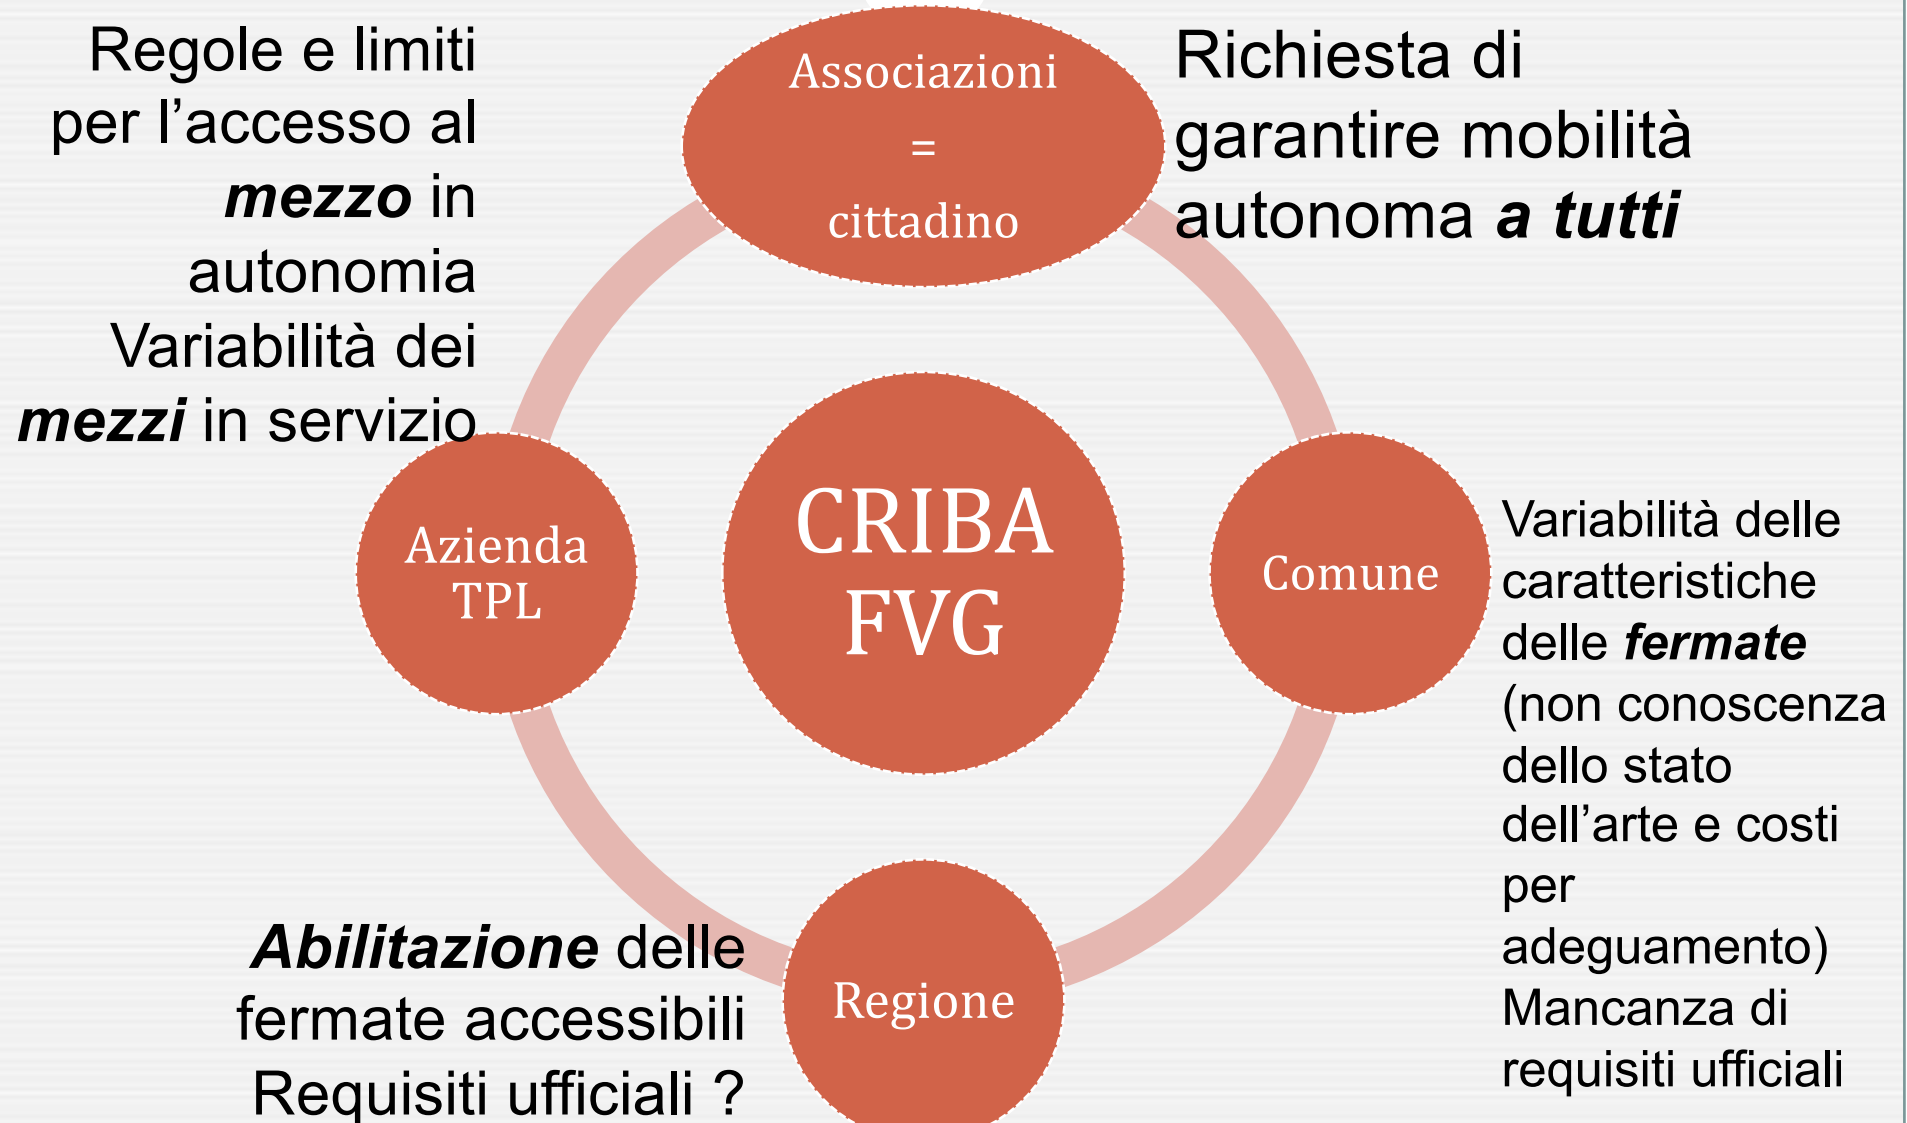 Regole e limiti
per l’accesso al
mezzo in
autonomia
Variabilità dei
mezzi in servizio
Associazioni
=
cittadino
Richiesta di
garantire mobilità
autonoma a tutti
Azienda
TPL
CRIBA
FVG
Comune
Variabilità delle
caratteristiche
delle fermate
(non conoscenza
dello stato
dell’arte e costi
per
adeguamento)
Mancanza di
requisiti ufficiali
Abilitazione delle
fermate accessibili
Requisiti ufficiali ?
Regione